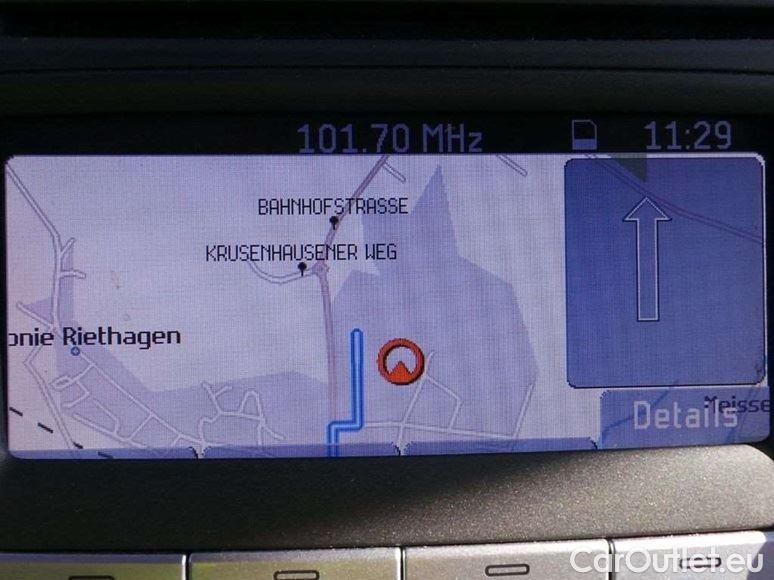 101.70 MHz 11:29
BAHNHOFSTRASSE
KRUSENHAUSENER WEG
onie Riethagen
Meisse
Details
CarOutlet.eu